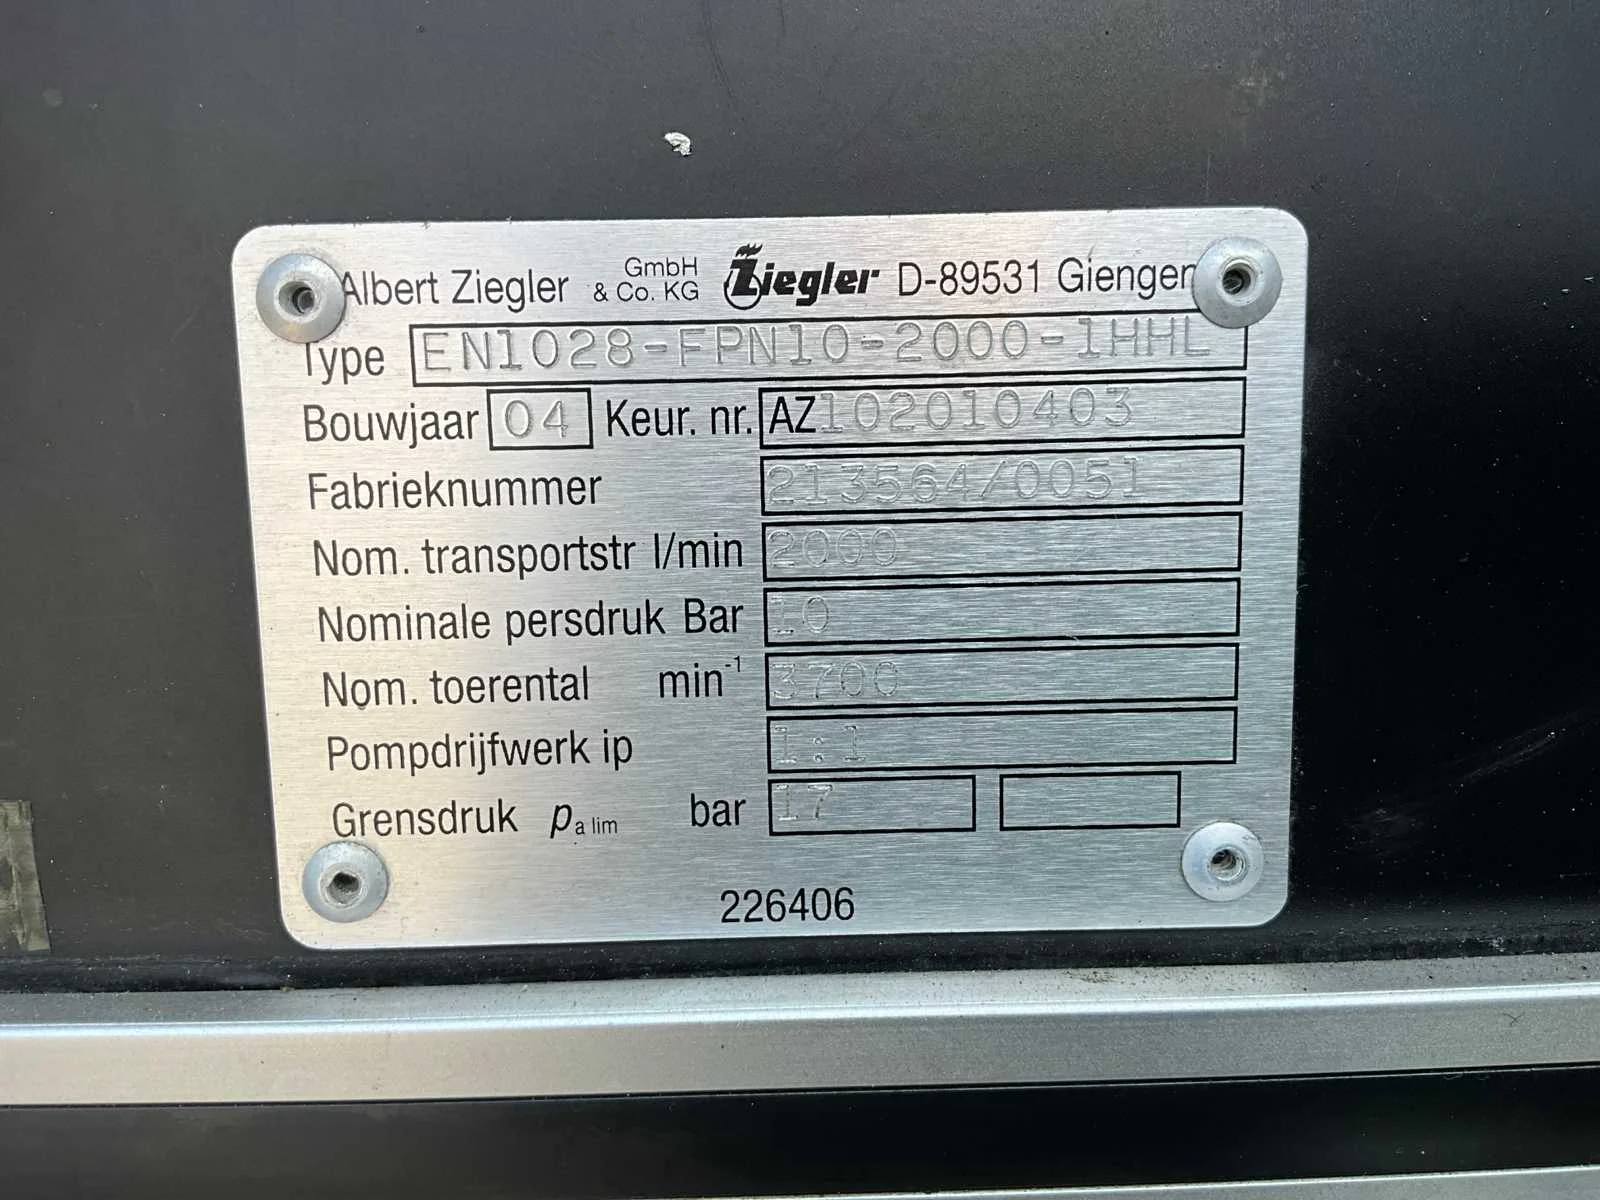 Albert Ziegler GmbH & Co. KG Ziegler D-89531 Giengen
Type EN1028-FPN10-2000-1HHL
Bouwjaar 04 Keur. nr. AZ102010403
Fabrieknummer 213564/0051
Nom. transportstr l/min 2000
Nominale persdruk Bar 10
Nom. toerental min⁻¹ 3700
Pompdrijfwerk ip 1:1
Grensdruk pa lim bar 17
226406